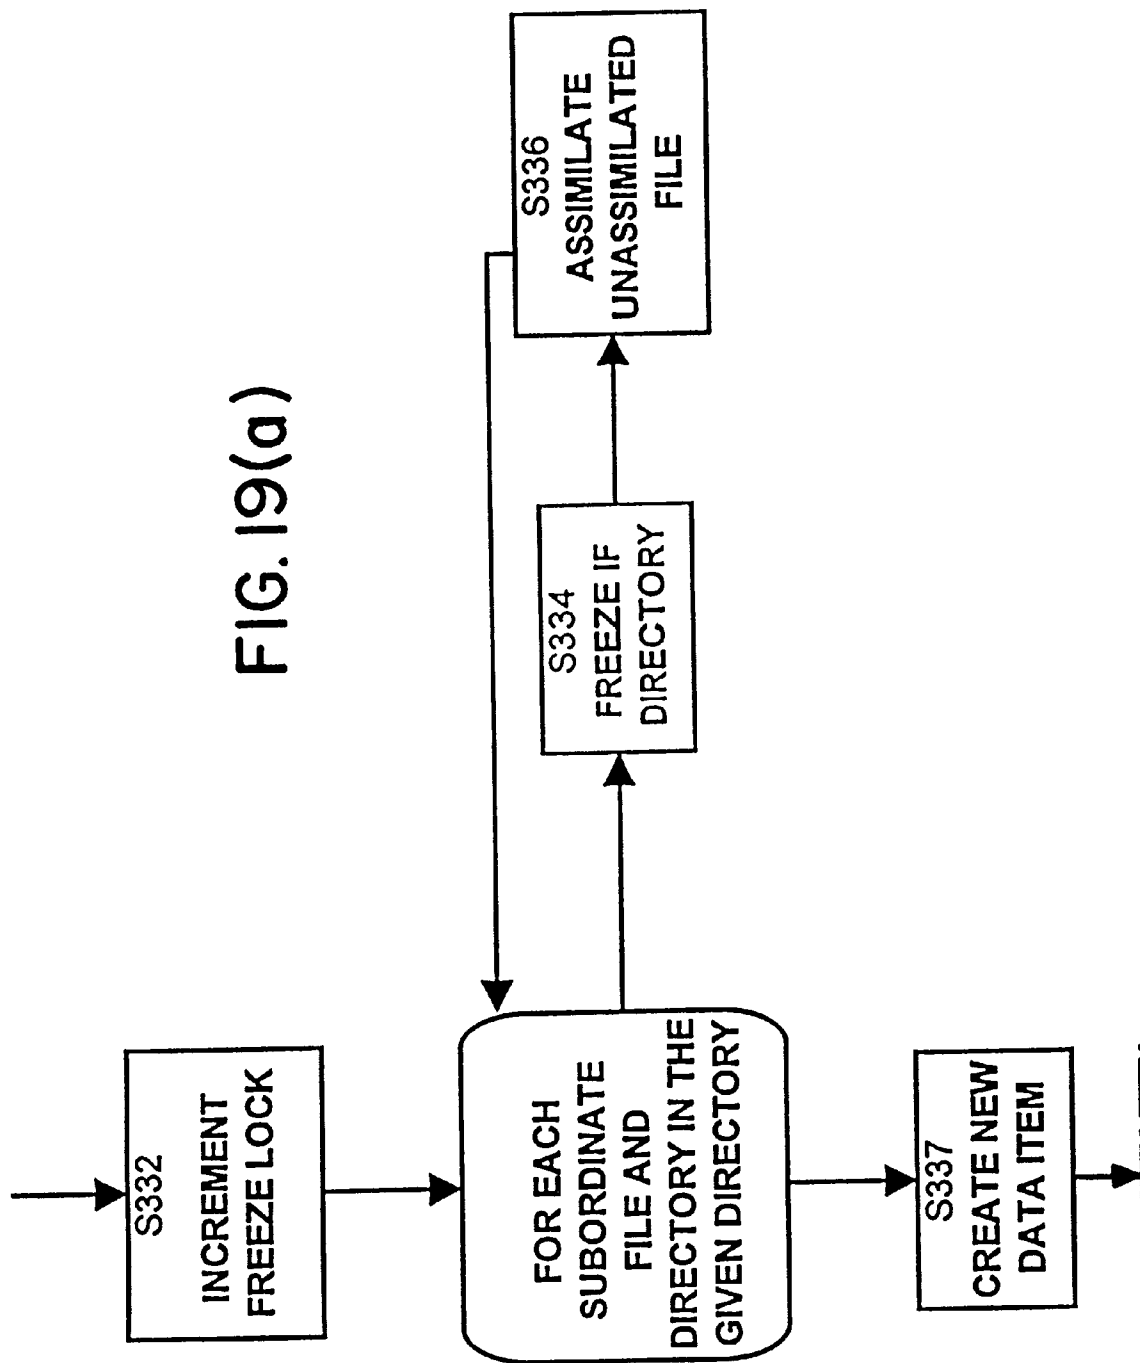 FIG. 19(a)
S332
INCREMENT
FREEZE LOCK
FOR EACH
SUBORDINATE
FILE AND
DIRECTORY IN THE
GIVEN DIRECTORY
S334
FREEZE IF
DIRECTORY
S336
ASSIMILATE
UNASSIMILATED
FILE
S337
CREATE NEW
DATA ITEM